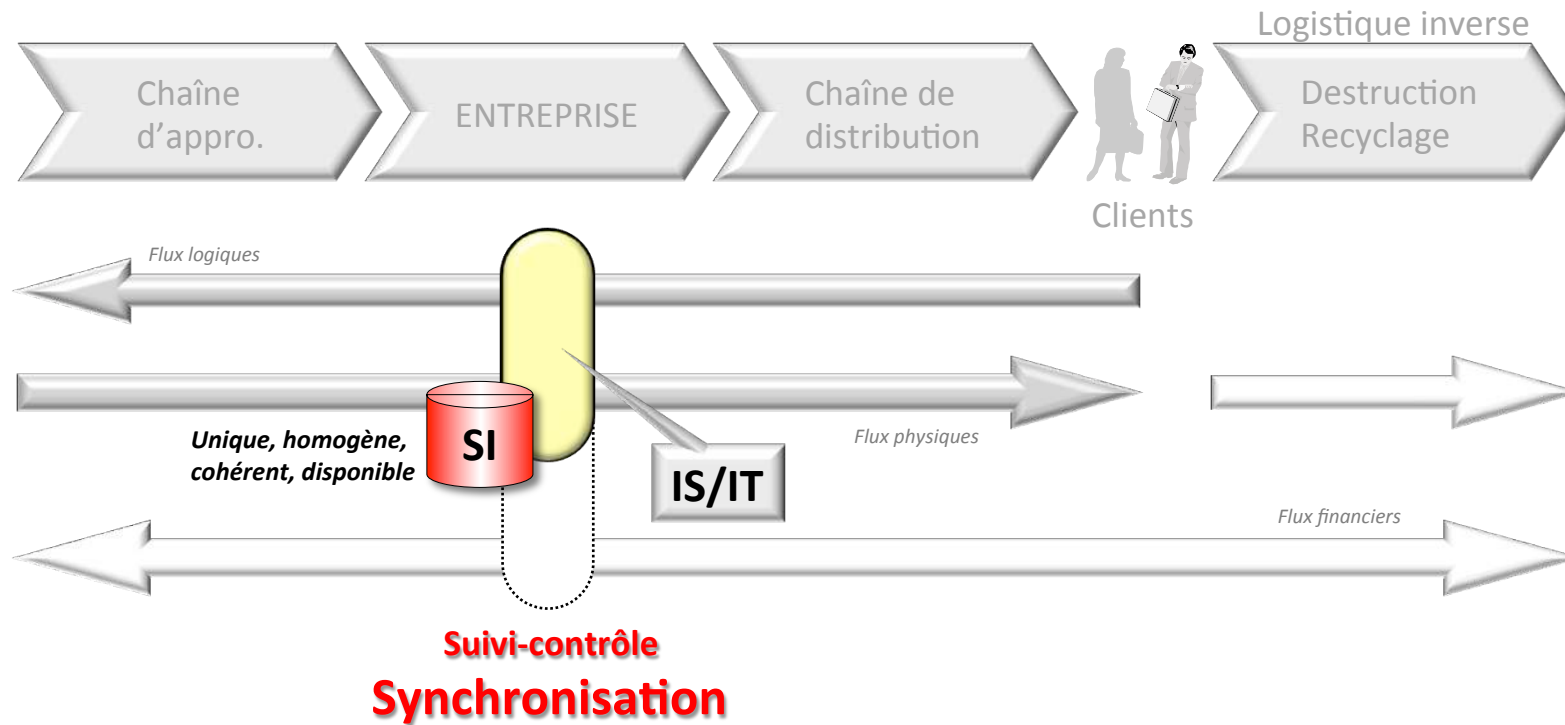 Logistique inverse
Chaîne
d’appro.
ENTREPRISE
Chaîne de
distribution
Destruction
Recyclage
Clients
Flux logiques
Unique, homogène,
cohérent, disponible
SI
IS/IT
Flux physiques
Flux financiers
Suivi-contrôle
Synchronisation